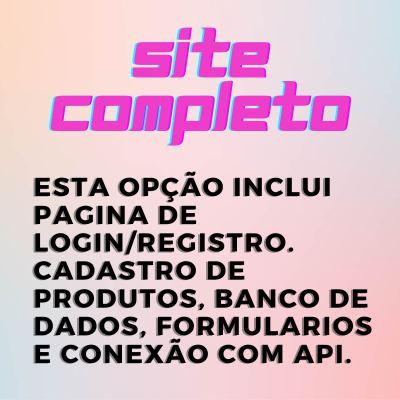 site
completo
ESTA OPÇÃO INCLUI
PAGINA DE
LOGIN/REGISTRO.
CADASTRO DE
PRODUTOS, BANCO DE
DADOS, FORMULARIOS
E CONEXÃO COM API.